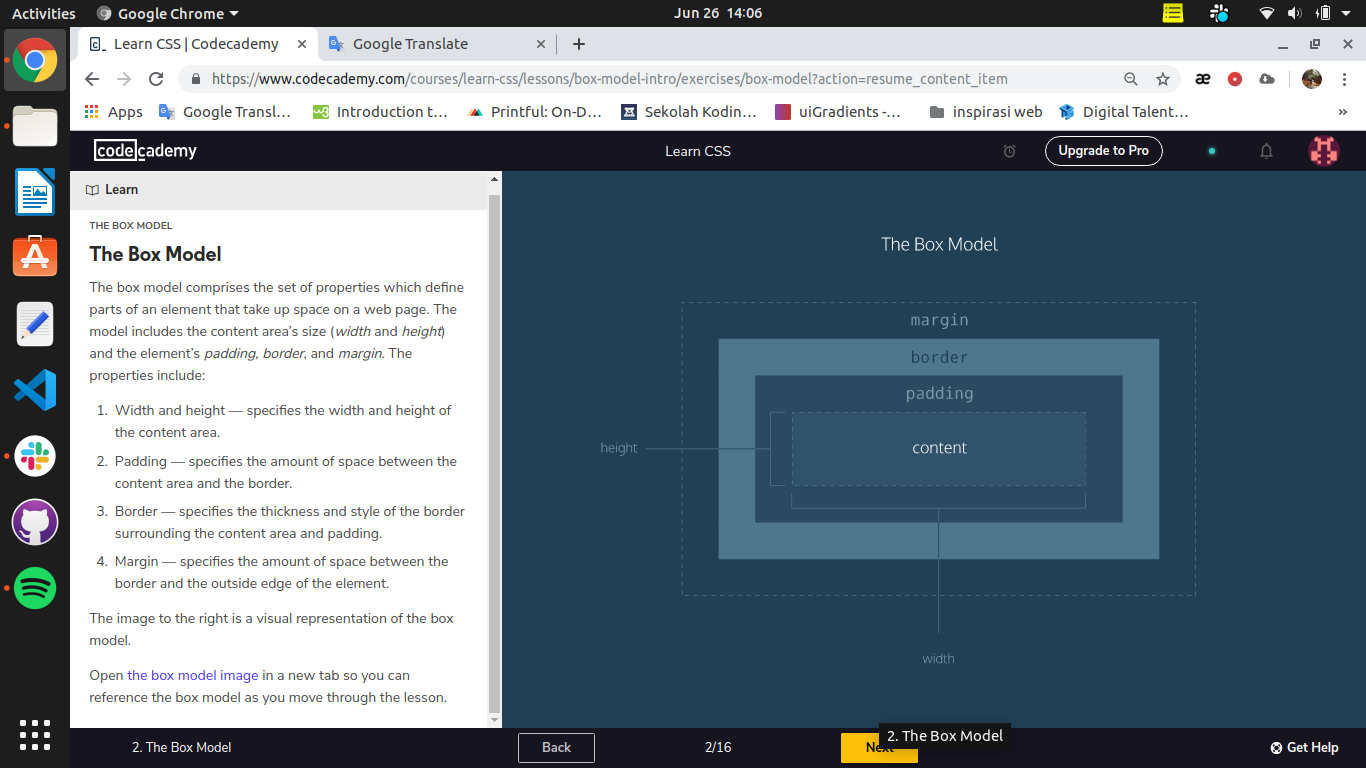 Activities
Google Chrome
Jun 26 14:06
Learn CSS | Codecademy
Google Translate
https://www.codecademy.com/courses/learn-css/lessons/box-model-intro/exercises/box-model?action=resume_content_item
Apps
Google Transl...
Introduction t...
Printful: On-D...
Sekolah Kodin...
uiGradients -...
inspirasi web
Digital Talent...
»
codecademy
Learn CSS
Upgrade to Pro
Learn
THE BOX MODEL
The Box Model
The box model comprises the set of properties which define
parts of an element that take up space on a web page. The
model includes the content area's size (width and height)
and the element's padding, border, and margin. The
properties include:
1. Width and height — specifies the width and height of
the content area.
2. Padding — specifies the amount of space between the
content area and the border.
3. Border — specifies the thickness and style of the border
surrounding the content area and padding.
4. Margin — specifies the amount of space between the
border and the outside edge of the element.
The image to the right is a visual representation of the box
model.
Open the box model image in a new tab so you can
reference the box model as you move through the lesson.
The Box Model
margin
border
padding
content
height
width
2. The Box Model
Back
2/16
Next
2. The Box Model
Get Help